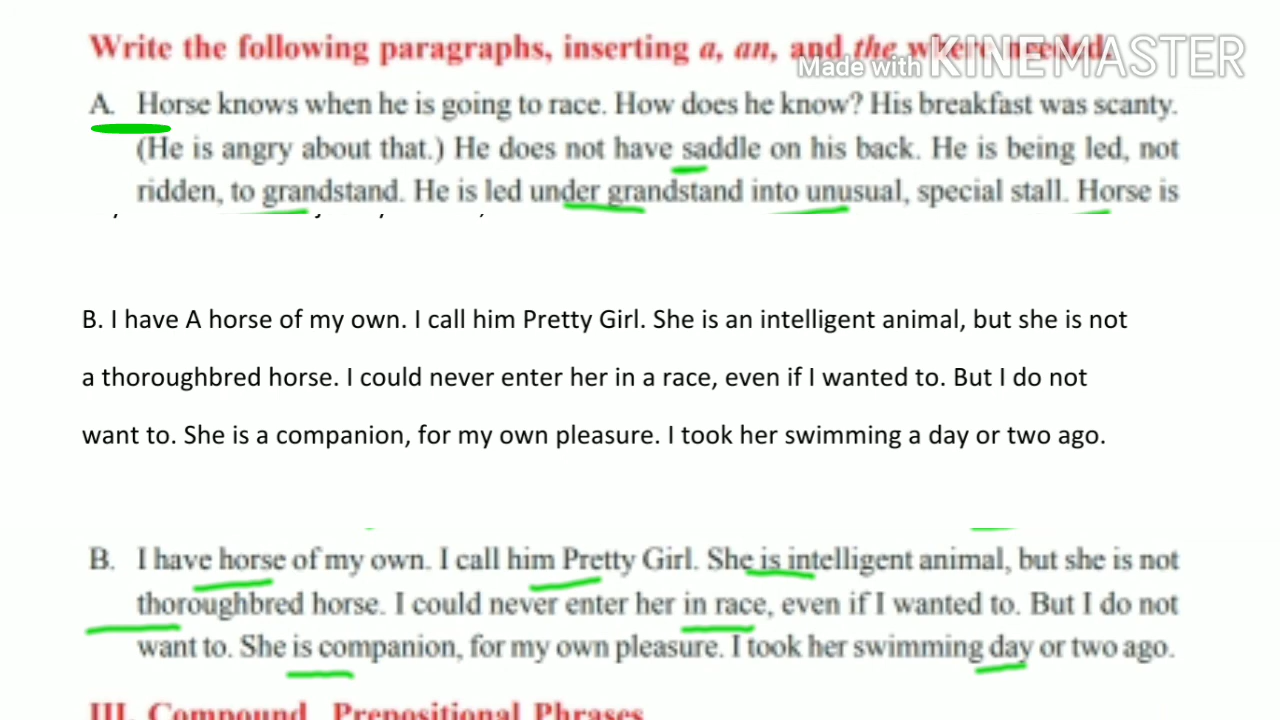 Write the following paragraphs, inserting a, an, and the where needed.
Made with KINEMASTER
A. Horse knows when he is going to race. How does he know? His breakfast was scanty.
(He is angry about that.) He does not have saddle on his back. He is being led, not
ridden, to grandstand. He is led under grandstand into unusual, special stall. Horse is
B. I have A horse of my own. I call him Pretty Girl. She is an intelligent animal, but she is not
a thoroughbred horse. I could never enter her in a race, even if I wanted to. But I do not
want to. She is a companion, for my own pleasure. I took her swimming a day or two ago.
B. I have horse of my own. I call him Pretty Girl. She is intelligent animal, but she is not
thoroughbred horse. I could never enter her in race, even if I wanted to. But I do not
want to. She is companion, for my own pleasure. I took her swimming day or two ago.
III. Compound Prepositional Phrases